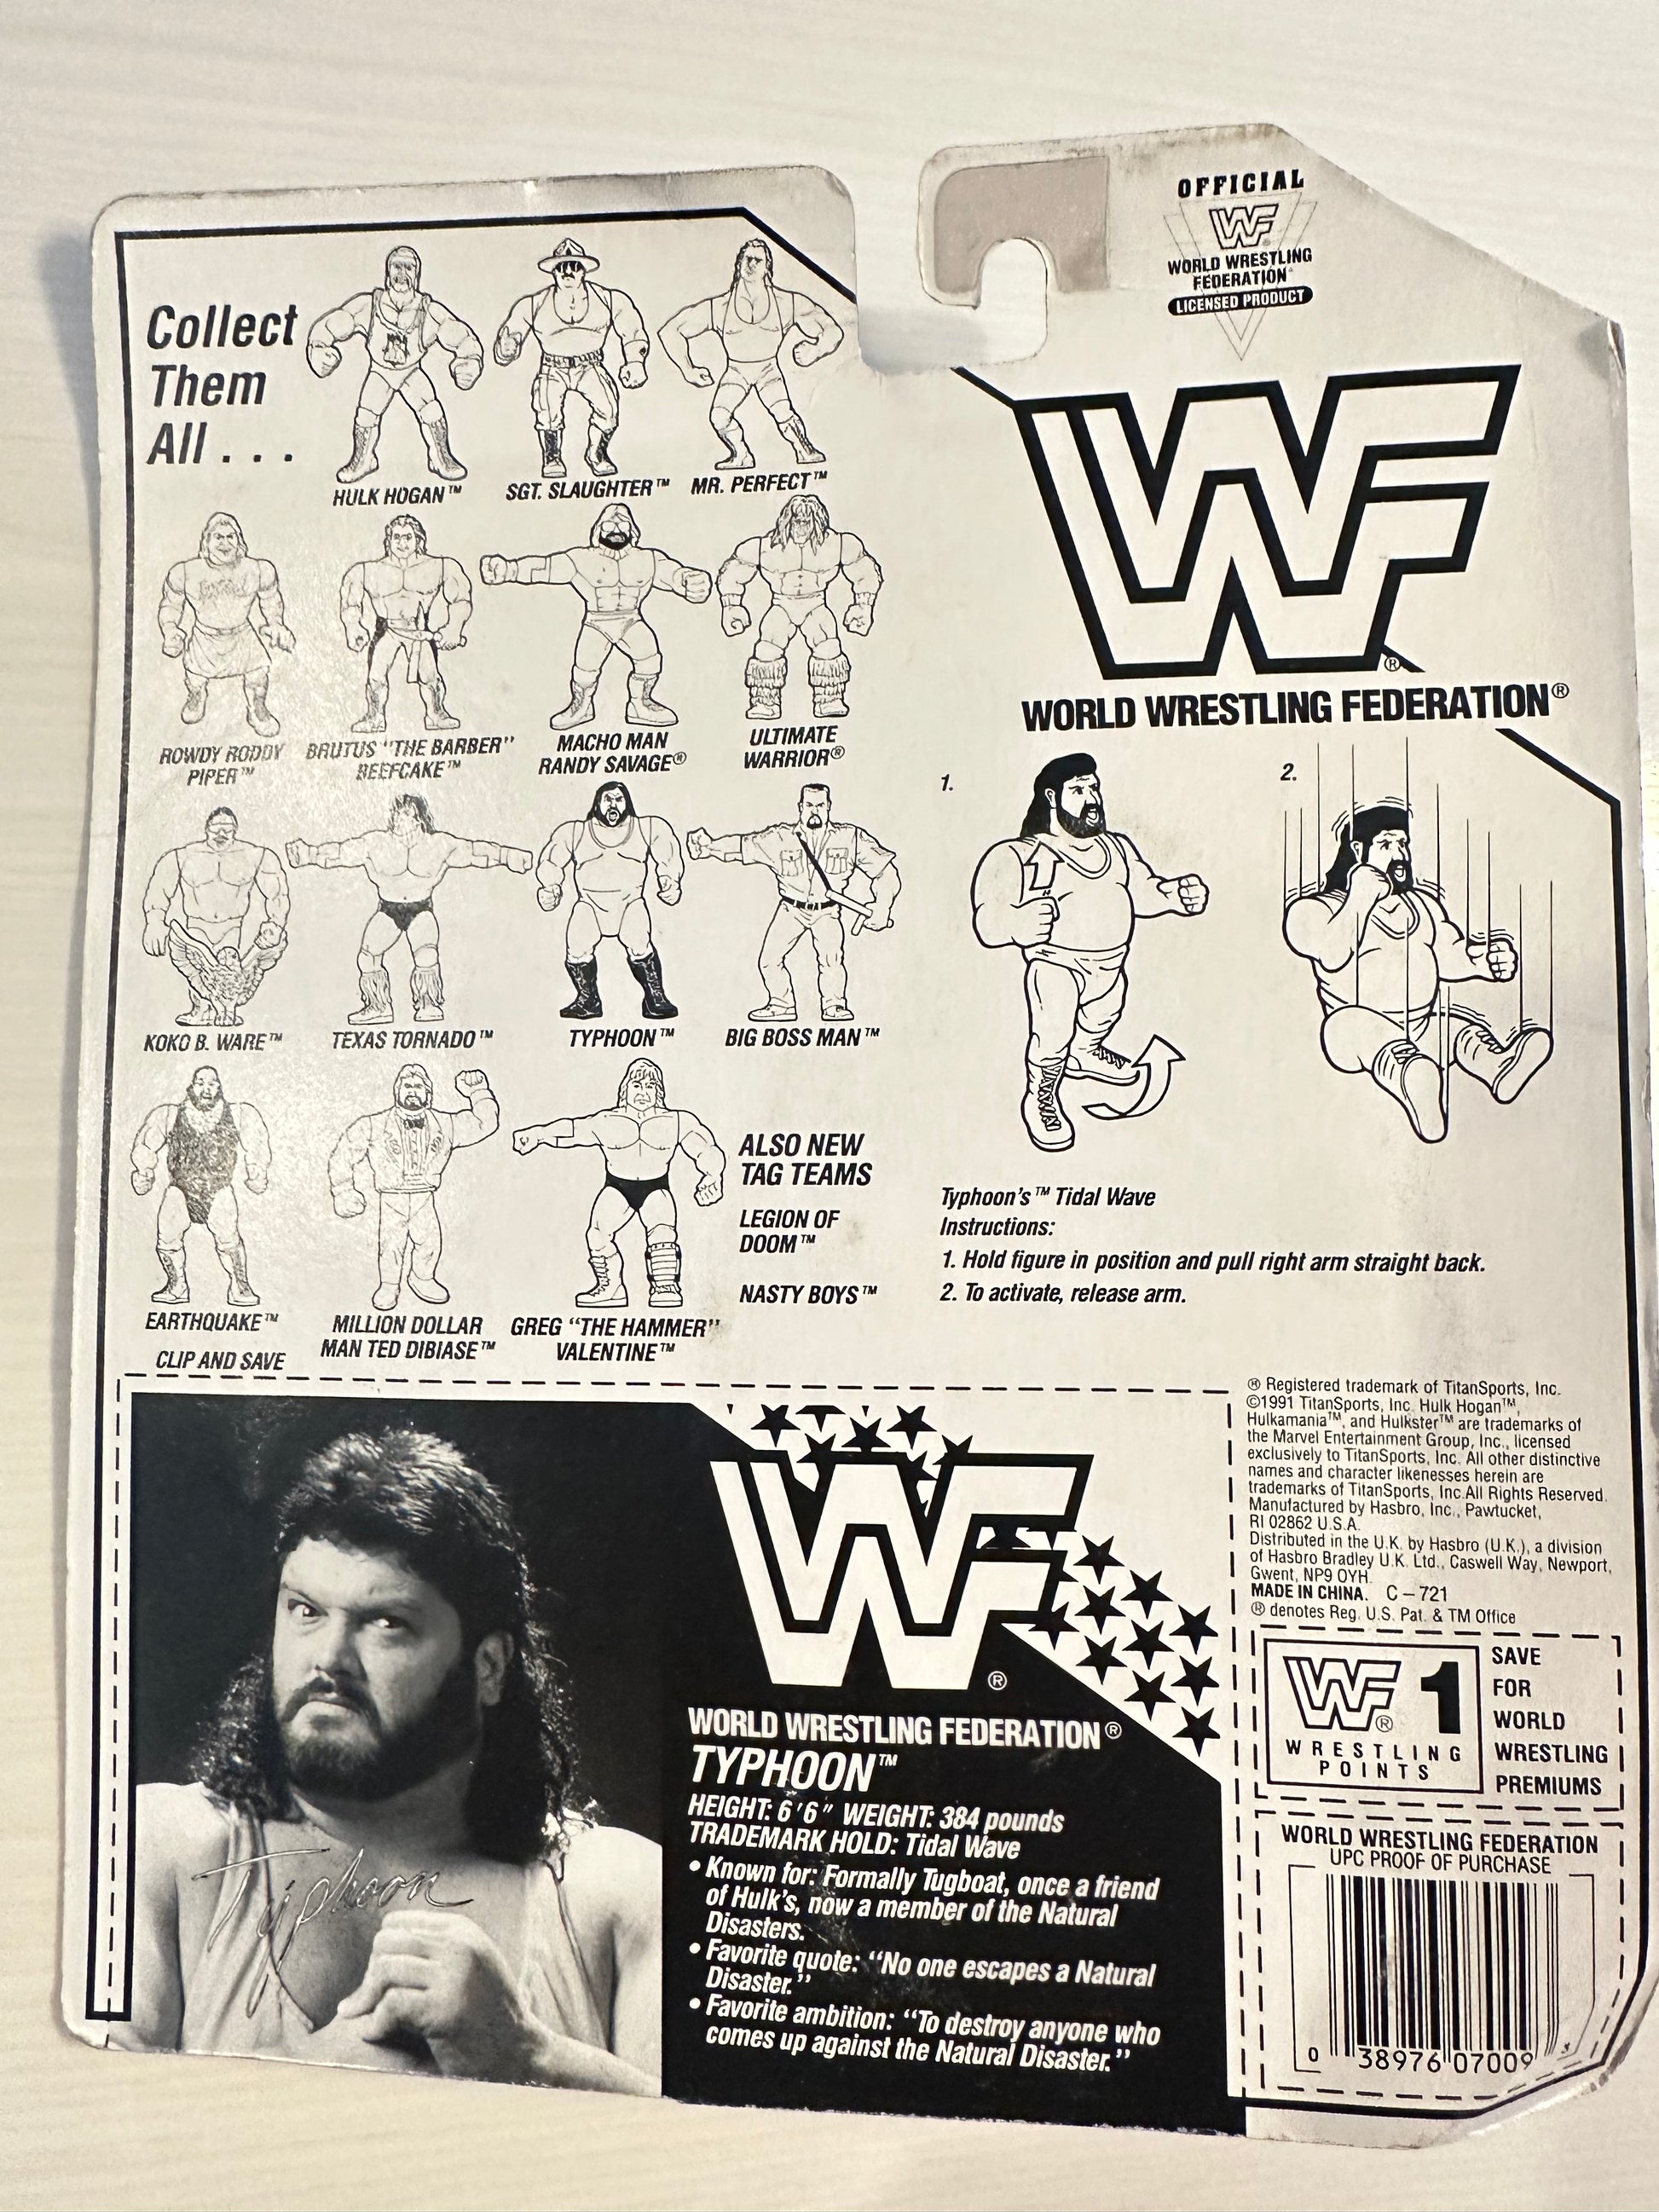 OFFICIAL
WF
WORLD WRESTLING
FEDERATION™
LICENSED PRODUCT
Collect
Them
All . . .
HULK HOGAN™
SGT. SLAUGHTER™
MR. PERFECT™
ROWDY RODDY
PIPER™
BRUTUS "THE BARBER"
BEEFCAKE™
MACHO MAN
RANDY SAVAGE®
ULTIMATE
WARRIOR®
KOKO B. WARE™
TEXAS TORNADO™
TYPHOON™
BIG BOSS MAN™
EARTHQUAKE™
MILLION DOLLAR
MAN TED DIBIASE™
GREG "THE HAMMER"
VALENTINE™
ALSO NEW
TAG TEAMS
LEGION OF
DOOM™
NASTY BOYS™
CLIP AND SAVE
WF®
WORLD WRESTLING FEDERATION®
1.
2.
Typhoon's™ Tidal Wave
Instructions:
1. Hold figure in position and pull right arm straight back.
2. To activate, release arm.
Typhoon
WF®
WORLD WRESTLING FEDERATION®
TYPHOON™
HEIGHT: 6'6" WEIGHT: 384 pounds
TRADEMARK HOLD: Tidal Wave
• Known for: Formally Tugboat, once a friend
of Hulk's, now a member of the Natural
Disasters.
• Favorite quote: "No one escapes a Natural
Disaster."
• Favorite ambition: "To destroy anyone who
comes up against the Natural Disaster."
® Registered trademark of TitanSports, Inc.
©1991 TitanSports, Inc. Hulk Hogan™,
Hulkamania™, and Hulkster™ are trademarks of
the Marvel Entertainment Group, Inc., licensed
exclusively to TitanSports, Inc. All other distinctive
names and character likenesses herein are
trademarks of TitanSports, Inc.All Rights Reserved.
Manufactured by Hasbro, Inc., Pawtucket,
RI 02862 U.S.A.
Distributed in the U.K. by Hasbro (U.K.), a division
of Hasbro Bradley U.K. Ltd., Caswell Way, Newport,
Gwent, NP9 OYH.
MADE IN CHINA. C-721
® denotes Reg. U.S. Pat. & TM Office
WF® 1
WRESTLING
POINTS
SAVE
FOR
WORLD
WRESTLING
PREMIUMS
WORLD WRESTLING FEDERATION
UPC PROOF OF PURCHASE
0 38976 07009